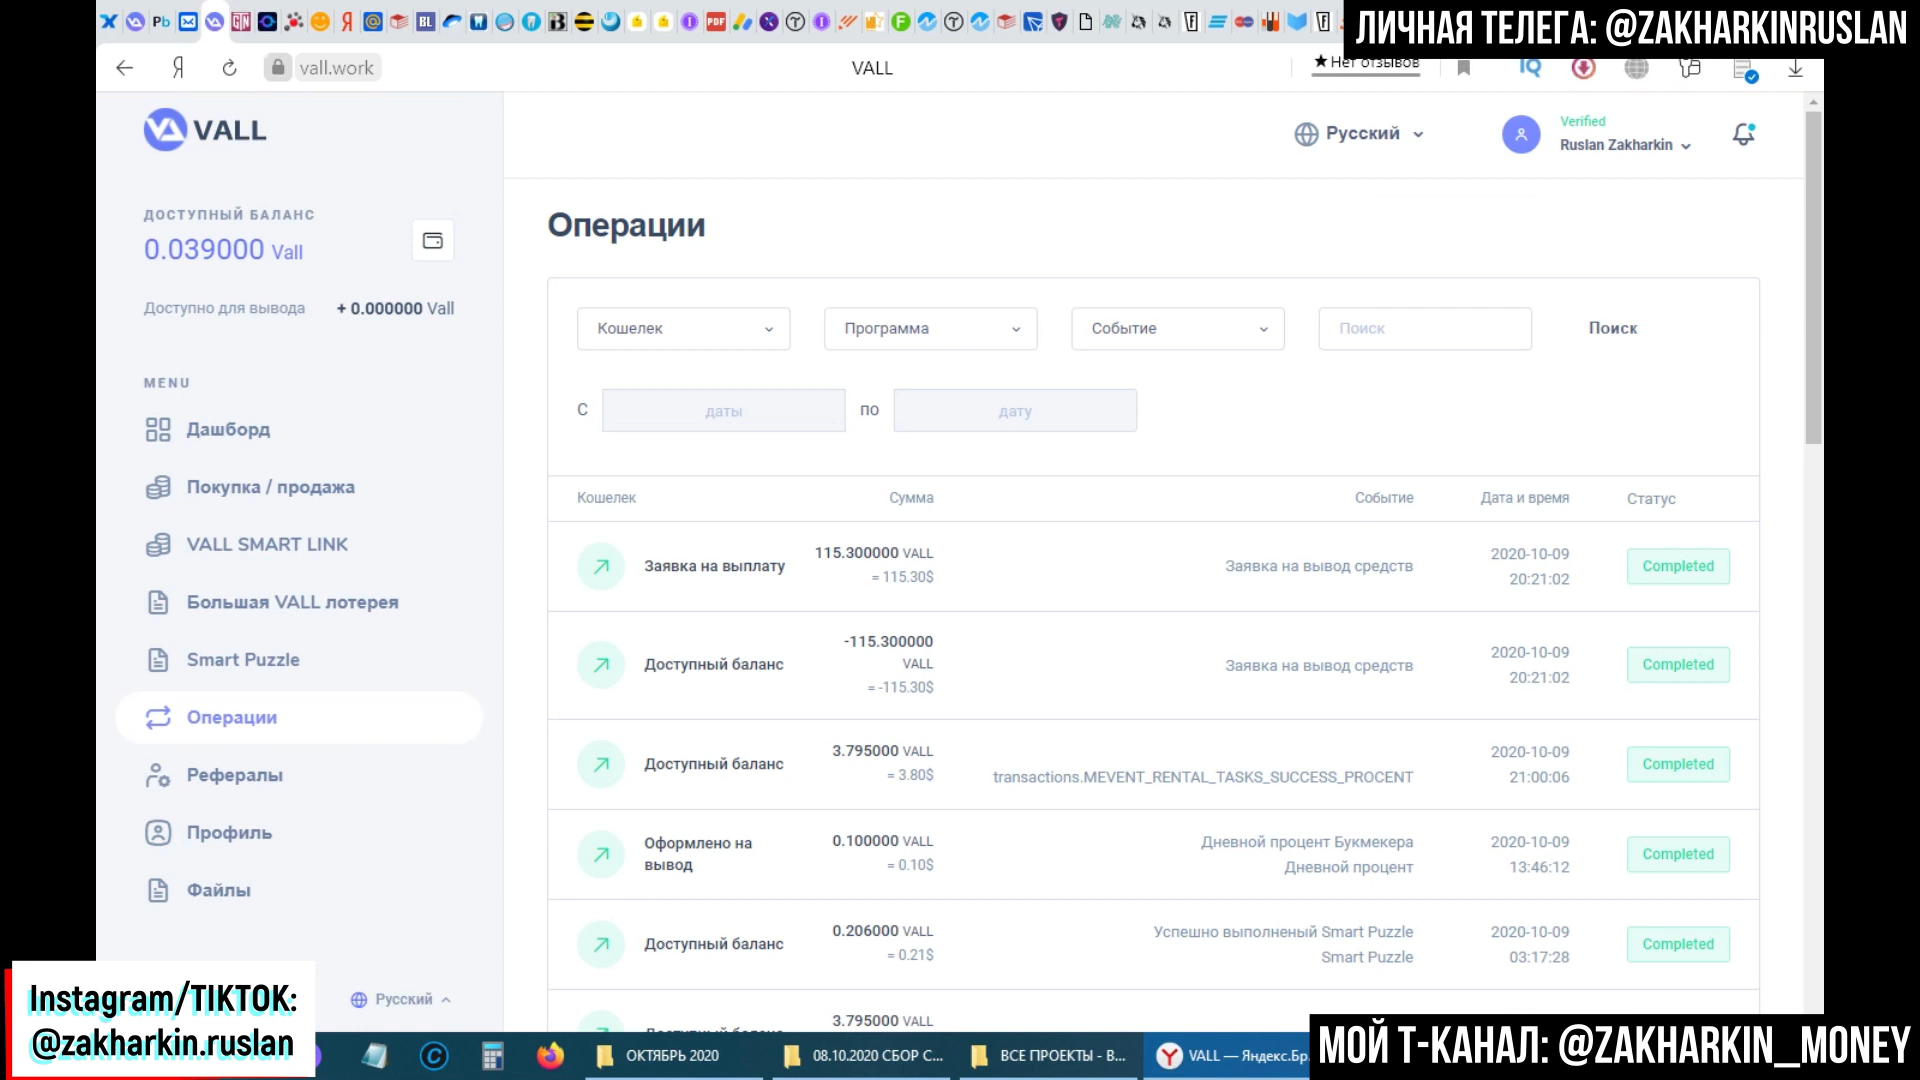 ЛИЧНАЯ ТЕЛЕГА: @ZAKHARKINRUSLAN
vall.work
VALL
★Нет отзывов
VALL
Русский
Verified
Ruslan Zakharkin
ДОСТУПНЫЙ БАЛАНС
0.039000 Vall
Доступно для вывода + 0.000000 Vall
MENU
Дашборд
Покупка / продажа
VALL SMART LINK
Большая VALL лотерея
Smart Puzzle
Операции
Рефералы
Профиль
Файлы
Русский
Операции
Кошелек
Программа
Событие
Поиск
Поиск
С даты по дату
Кошелек Сумма Событие Дата и время Статус
Заявка на выплату 115.300000 VALL = 115.30$ Заявка на вывод средств 2020-10-09 20:21:02 Completed
Доступный баланс -115.300000 VALL = -115.30$ Заявка на вывод средств 2020-10-09 20:21:02 Completed
Доступный баланс 3.795000 VALL = 3.80$ transactions.MEVENT_RENTAL_TASKS_SUCCESS_PROCENT 2020-10-09 21:00:06 Completed
Оформлено на вывод 0.100000 VALL = 0.10$ Дневной процент Букмекера Дневной процент 2020-10-09 13:46:12 Completed
Доступный баланс 0.206000 VALL = 0.21$ Успешно выполненый Smart Puzzle Smart Puzzle 2020-10-09 03:17:28 Completed
Доступный баланс 3.795000 VALL
Instagram/TIKTOK:
@zakharkin.ruslan
ОКТЯБРЬ 2020
08.10.2020 СБОР С...
ВСЕ ПРОЕКТЫ - В...
VALL — Яндекс.Бр
МОЙ Т-КАНАЛ: @ZAKHARKIN_MONEY